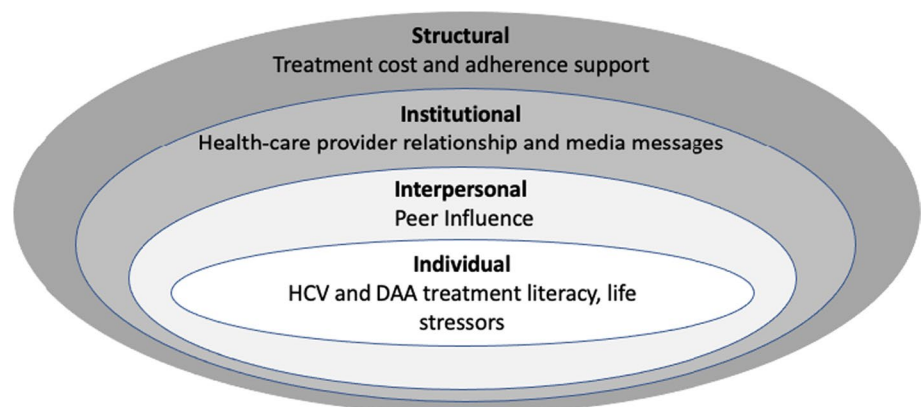 Structural
Treatment cost and adherence support
Institutional
Health-care provider relationship and media messages
Interpersonal
Peer Influence
Individual
HCV and DAA treatment literacy, life
stressors